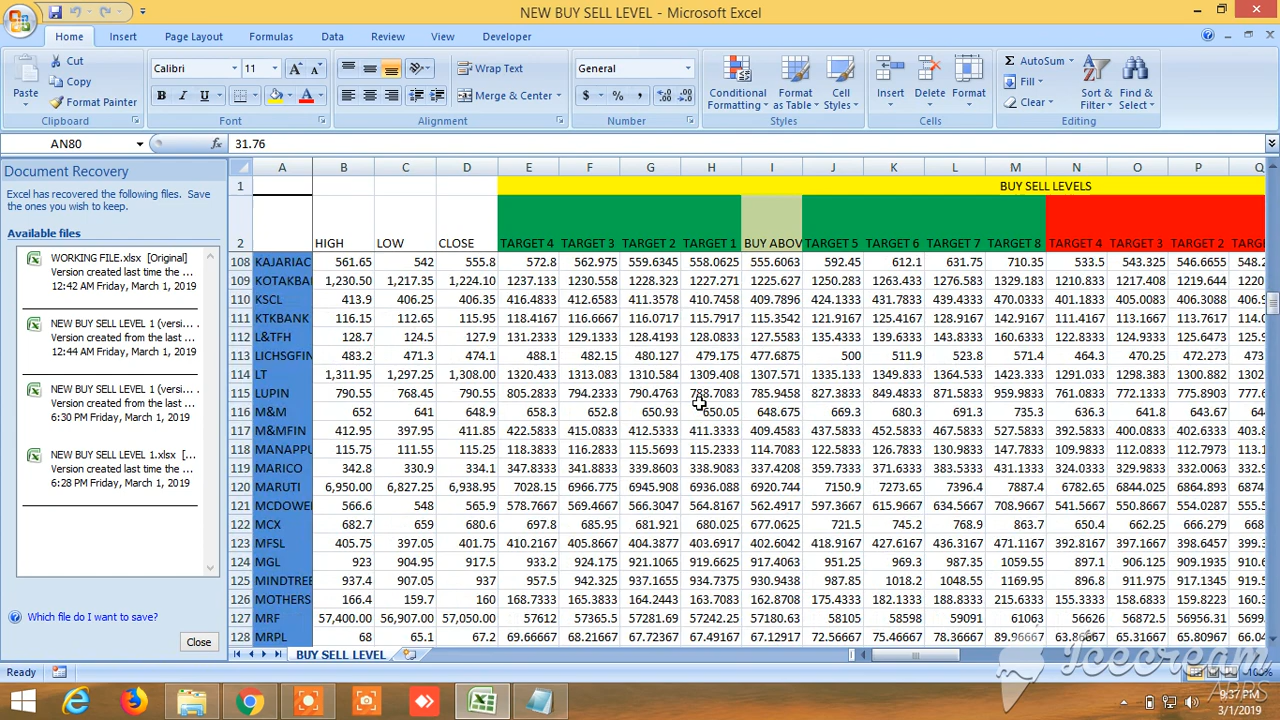 NEW BUY SELL LEVEL - Microsoft Excel
Home Insert Page Layout Formulas Data Review View Developer
Cut
Copy
Format Painter
Paste
Clipboard
Calibri 11
B I U
Font
Wrap Text
Merge & Center
Alignment
General
$ % ,
Number
Conditional Formatting
Format as Table
Cell Styles
Styles
Insert Delete Format
Cells
AutoSum
Fill
Clear
Sort & Filter
Find & Select
Editing
AN80 fx 31.76
Document Recovery
Excel has recovered the following files. Save
the ones you wish to keep.
Available files
WORKING FILE.xlsx [Original]
Version created last time the ...
12:42 AM Friday, March 1, 2019
NEW BUY SELL LEVEL 1 (versi...
Version created from the last ...
12:44 AM Friday, March 1, 2019
NEW BUY SELL LEVEL 1 (versi...
Version created from the last ...
6:30 PM Friday, March 1, 2019
NEW BUY SELL LEVEL 1.xlsx [...
Version created last time the ...
6:28 PM Friday, March 1, 2019
Which file do I want to save?
Close
A B C D E F G H I J K L M N O P Q
1 BUY SELL LEVELS
2 HIGH LOW CLOSE TARGET 4 TARGET 3 TARGET 2 TARGET 1 BUY ABOV TARGET 5 TARGET 6 TARGET 7 TARGET 8 TARGET 4 TARGET 3 TARGET 2 TARG
108 KAJARIAC 561.65 542 555.8 572.8 562.975 559.6345 558.0625 555.6063 592.45 612.1 631.75 710.35 533.5 543.325 546.6655 548.2
109 KOTAKBA 1,230.50 1,217.35 1,224.10 1237.133 1230.558 1228.323 1227.271 1225.627 1250.283 1263.433 1276.583 1329.183 1210.833 1217.408 1219.644 1220
110 KSCL 413.9 406.25 406.35 416.4833 412.6583 411.3578 410.7458 409.7896 424.1333 431.7833 439.4333 470.0333 401.1833 405.0083 406.3088 406.9
111 KTKBANK 116.15 112.65 115.95 118.4167 116.6667 116.0717 115.7917 115.3542 121.9167 125.4167 128.9167 142.9167 111.4167 113.1667 113.7617 114.0
112 L&TFH 128.7 124.5 127.9 131.2333 129.1333 128.4193 128.0833 127.5583 135.4333 139.6333 143.8333 160.6333 122.8333 124.9333 125.6473 125.9
113 LICHSGFIN 483.2 471.3 474.1 488.1 482.15 480.127 479.175 477.6875 500 511.9 523.8 571.4 464.3 470.25 472.273 473
114 LT 1,311.95 1,297.25 1,308.00 1320.433 1313.083 1310.584 1309.408 1307.571 1335.133 1349.833 1364.533 1423.333 1291.033 1298.383 1300.882 1302
115 LUPIN 790.55 768.45 790.55 805.2833 794.2333 790.4763 788.7083 785.9458 827.3833 849.4833 871.5833 959.9833 761.0833 772.1333 775.8903 777.6
116 M&M 652 641 648.9 658.3 652.8 650.93 650.05 648.675 669.3 680.3 691.3 735.3 636.3 641.8 643.67 644
117 M&MFIN 412.95 397.95 411.85 422.5833 415.0833 412.5333 411.3333 409.4583 437.5833 452.5833 467.5833 527.5833 392.5833 400.0833 402.6333 403.8
118 MANAPPU 115.75 111.55 115.25 118.3833 116.2833 115.5693 115.2333 114.7083 122.5833 126.7833 130.9833 147.7833 109.9833 112.0833 112.7973 113.1
119 MARICO 342.8 330.9 334.1 347.8333 341.8833 339.8603 338.9083 337.4208 359.7333 371.6333 383.5333 431.1333 324.0333 329.9833 332.0063 332.9
120 MARUTI 6,950.00 6,827.25 6,938.95 7028.15 6966.775 6945.908 6936.088 6920.744 7150.9 7273.65 7396.4 7887.4 6782.65 6844.025 6864.893 6874
121 MCDOWE 566.6 548 565.9 578.7667 569.4667 566.3047 564.8167 562.4917 597.3667 615.9667 634.5667 708.9667 541.5667 550.8667 554.0287 555.5
122 MCX 682.7 659 680.6 697.8 685.95 681.921 680.025 677.0625 721.5 745.2 768.9 863.7 650.4 662.25 666.279 668
123 MFSL 405.75 397.05 401.75 410.2167 405.8667 404.3877 403.6917 402.6042 418.9167 427.6167 436.3167 471.1167 392.8167 397.1667 398.6457 399.3
124 MGL 923 904.95 917.5 933.2 924.175 921.1065 919.6625 917.4063 951.25 969.3 987.35 1059.55 897.1 906.125 909.1935 910.6
125 MINDTREE 937.4 907.05 937 957.5 942.325 937.1655 934.7375 930.9438 987.85 1018.2 1048.55 1169.95 896.8 911.975 917.1345 919.5
126 MOTHERS 166.4 159.7 160 168.7333 165.3833 164.2443 163.7083 162.8708 175.4333 182.1333 188.8333 215.6333 155.3333 158.6833 159.8223 160.3
127 MRF 57,400.00 56,907.00 57,050.00 57612 57365.5 57281.69 57242.25 57180.63 58105 58598 59091 61063 56626 56872.5 56956.31 5699
128 MRPL 68 65.1 67.2 69.66667 68.21667 67.72367 67.49167 67.12917 72.56667 75.46667 78.36667 89.96667 63.86667 65.31667 65.80967 66.04
BUY SELL LEVEL
Ready
100%
Icecream
APPS
9:37 PM
3/1/2019